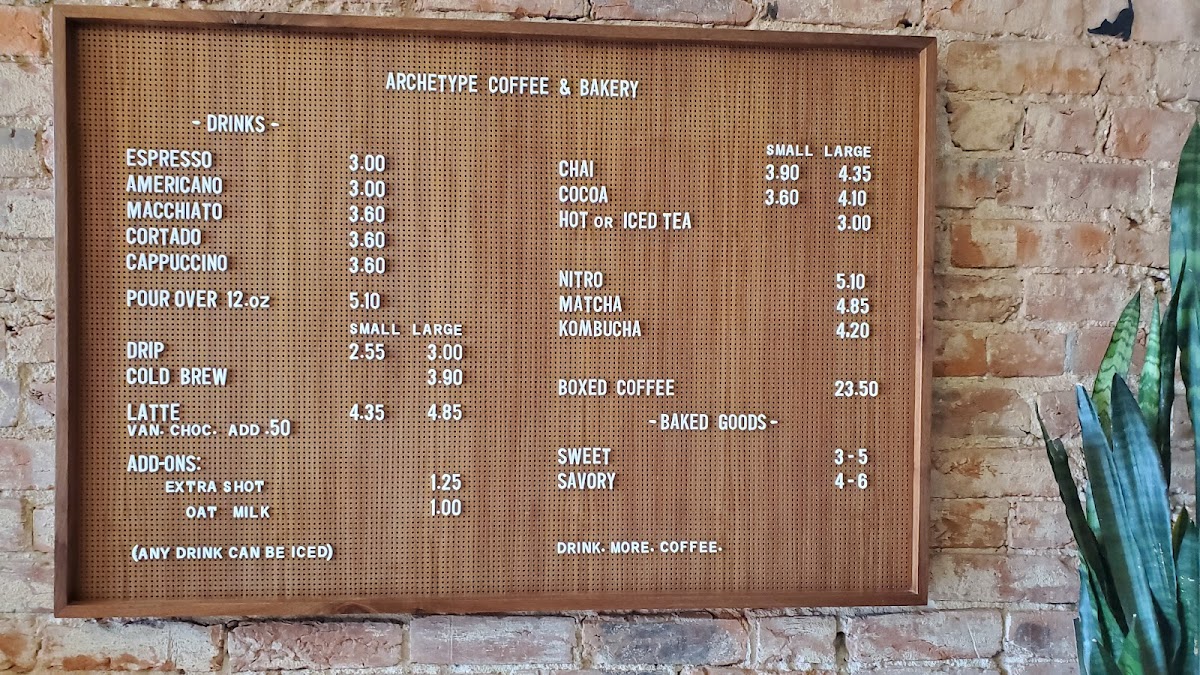 ARCHETYPE COFFEE & BAKERY
- DRINKS -
ESPRESSO 3.00
AMERICANO 3.00
MACCHIATO 3.60
CORTADO 3.60
CAPPUCCINO 3.60
POUR OVER 12.oz 5.10
SMALL LARGE
DRIP 2.55 3.00
COLD BREW 3.90
LATTE 4.35 4.85
VAN. CHOC. ADD .50
ADD-ONS:
EXTRA SHOT 1.25
OAT MILK 1.00
(ANY DRINK CAN BE ICED)
SMALL LARGE
CHAI 3.90 4.35
COCOA 3.60 4.10
HOT or ICED TEA 3.00
NITRO 5.10
MATCHA 4.85
KOMBUCHA 4.20
BOXED COFFEE 23.50
- BAKED GOODS -
SWEET 3 - 5
SAVORY 4 - 6
DRINK. MORE. COFFEE.